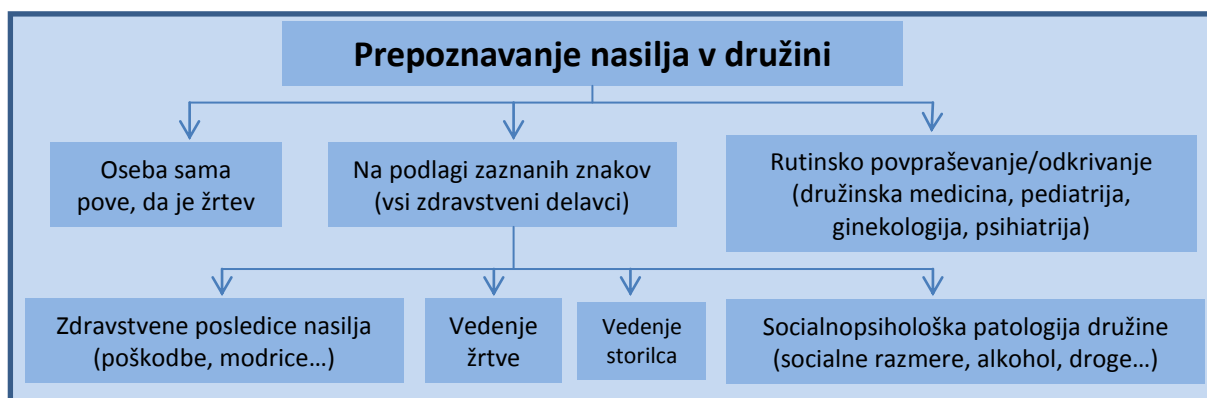 Prepoznavanje nasilja v družini
Oseba sama
pove, da je žrtev
Na podlagi zaznanih znakov
(vsi zdravstveni delavci)
Rutinsko povpraševanje/odkrivanje
(družinska medicina, pediatrija,
ginekologija, psihiatrija)
Zdravstvene posledice nasilja
(poškodbe, modrice…)
Vedenje
žrtve
Vedenje
storilca
Socialnopsihološka patologija družine
(socialne razmere, alkohol, droge…)